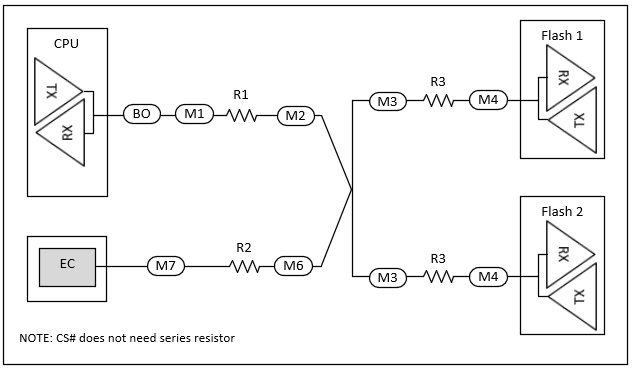 CPU
TX
RX
BO
M1
R1
M2
EC
M7
R2
M6
M3
R3
M4
Flash 1
RX
TX
M3
R3
M4
Flash 2
RX
TX
NOTE: CS# does not need series resistor